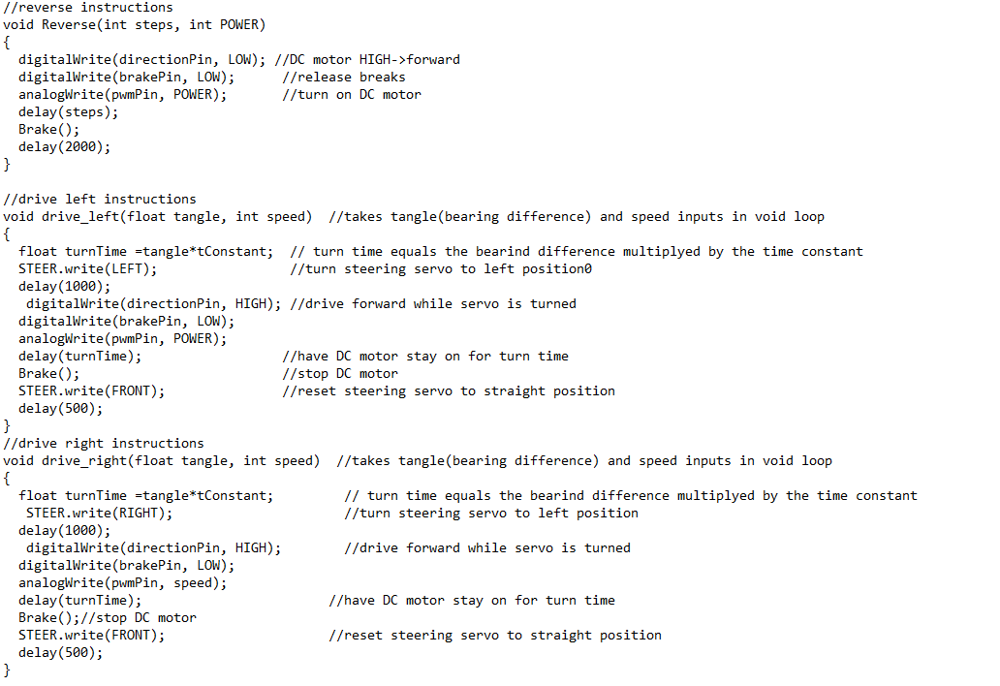 //reverse instructions
void Reverse(int steps, int POWER)
{
  digitalWrite(directionPin, LOW); //DC motor HIGH->forward
  digitalWrite(brakePin, LOW);      //release breaks
  analogWrite(pwmPin, POWER);       //turn on DC motor
  delay(steps);
  Brake();
  delay(2000);
}

//drive left instructions
void drive_left(float tangle, int speed)  //takes tangle(bearing difference) and speed inputs in void loop
{
  float turnTime =tangle*tConstant;  // turn time equals the bearind difference multiplyed by the time constant
  STEER.write(LEFT);                 //turn steering servo to left position0
  delay(1000);
   digitalWrite(directionPin, HIGH); //drive forward while servo is turned
  digitalWrite(brakePin, LOW);
  analogWrite(pwmPin, POWER);
  delay(turnTime);                  //have DC motor stay on for turn time
  Brake();                          //stop DC motor
  STEER.write(FRONT);               //reset steering servo to straight position
  delay(500);
}
//drive right instructions
void drive_right(float tangle, int speed)  //takes tangle(bearing difference) and speed inputs in void loop
{
  float turnTime =tangle*tConstant;         // turn time equals the bearind difference multiplyed by the time constant
   STEER.write(RIGHT);                      //turn steering servo to left position
  delay(1000);
   digitalWrite(directionPin, HIGH);        //drive forward while servo is turned
  digitalWrite(brakePin, LOW);
  analogWrite(pwmPin, speed);
  delay(turnTime);                        //have DC motor stay on for turn time
  Brake();//stop DC motor
  STEER.write(FRONT);                     //reset steering servo to straight position
  delay(500);
}